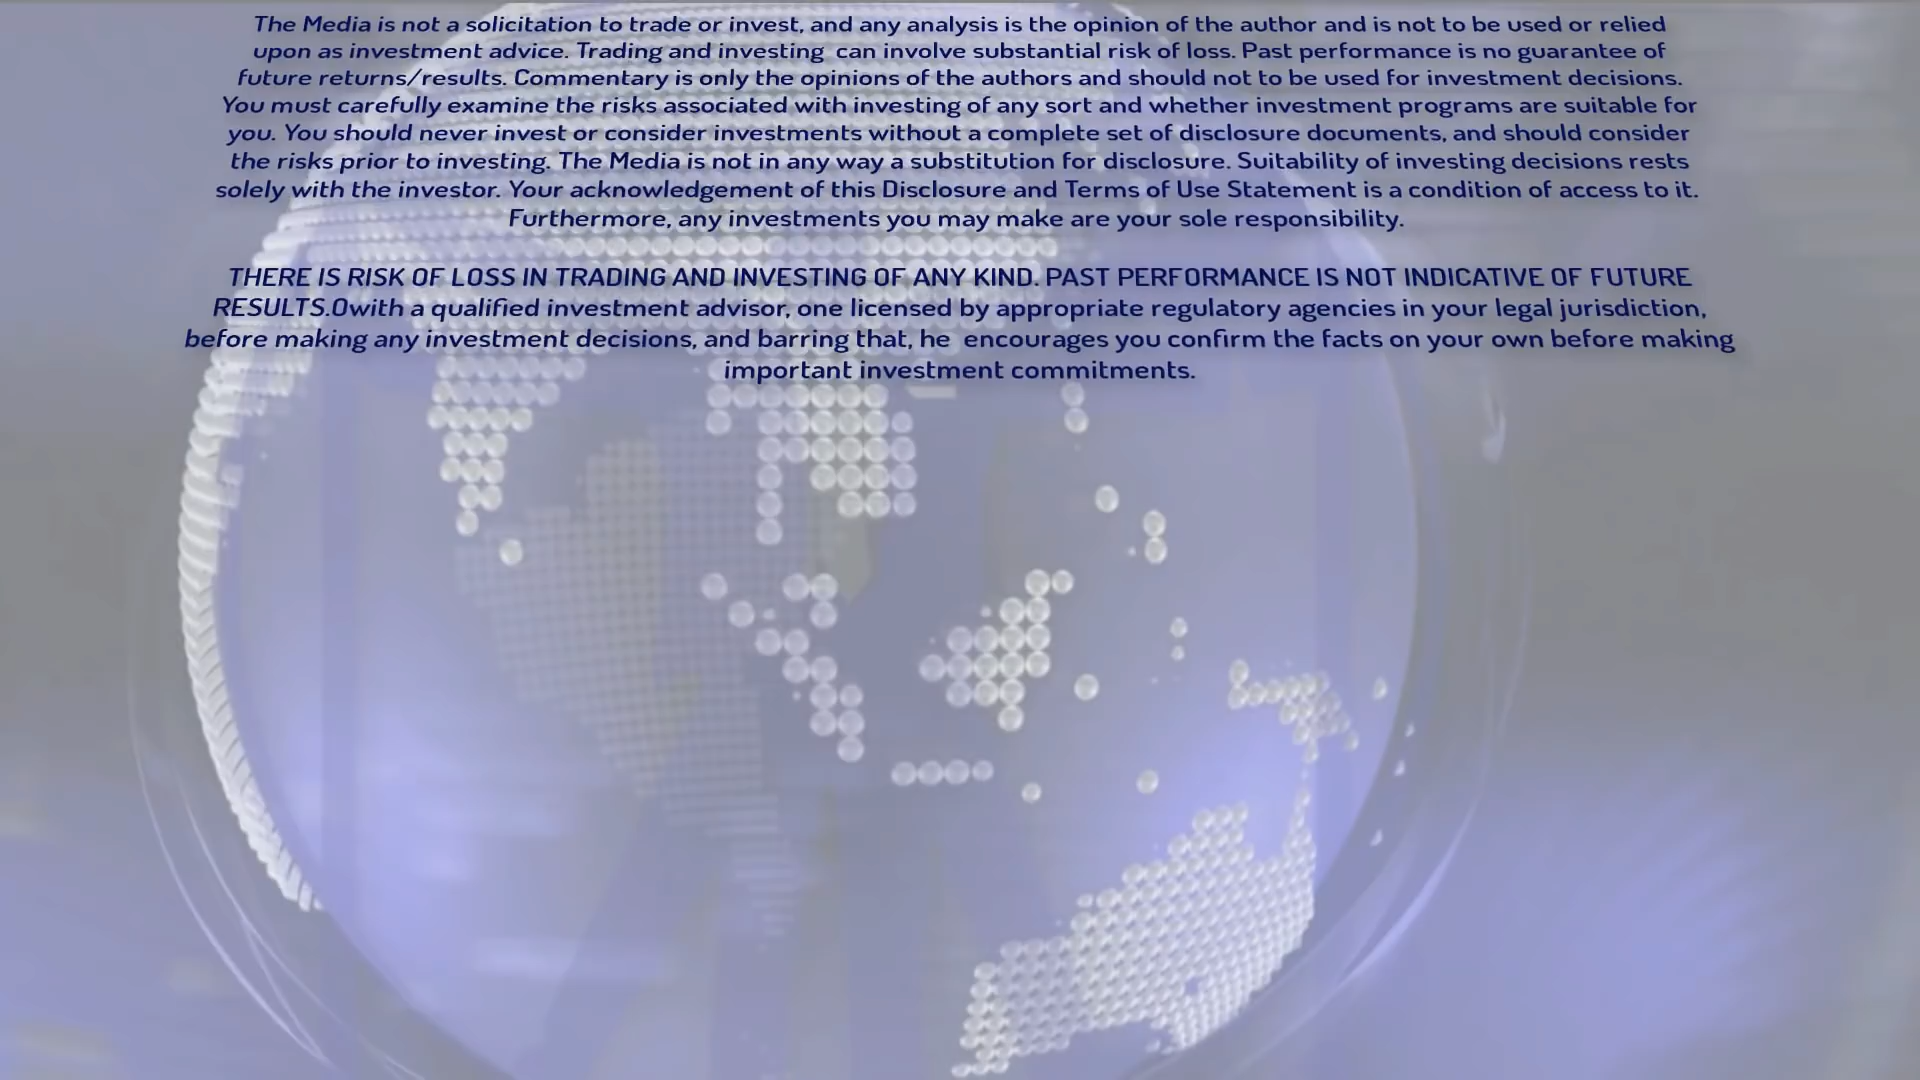 The Media is not a solicitation to trade or invest, and any analysis is the opinion of the author and is not to be used or relied
upon as investment advice. Trading and investing  can involve substantial risk of loss. Past performance is no guarantee of
future returns/results. Commentary is only the opinions of the authors and should not to be used for investment decisions.
You must carefully examine the risks associated with investing of any sort and whether investment programs are suitable for
you. You should never invest or consider investments without a complete set of disclosure documents, and should consider
the risks prior to investing. The Media is not in any way a substitution for disclosure. Suitability of investing decisions rests
solely with the investor. Your acknowledgement of this Disclosure and Terms of Use Statement is a condition of access to it.
Furthermore, any investments you may make are your sole responsibility.
THERE IS RISK OF LOSS IN TRADING AND INVESTING OF ANY KIND. PAST PERFORMANCE IS NOT INDICATIVE OF FUTURE
RESULTS.Owith a qualified investment advisor, one licensed by appropriate regulatory agencies in your legal jurisdiction,
before making any investment decisions, and barring that, he  encourages you confirm the facts on your own before making
important investment commitments.